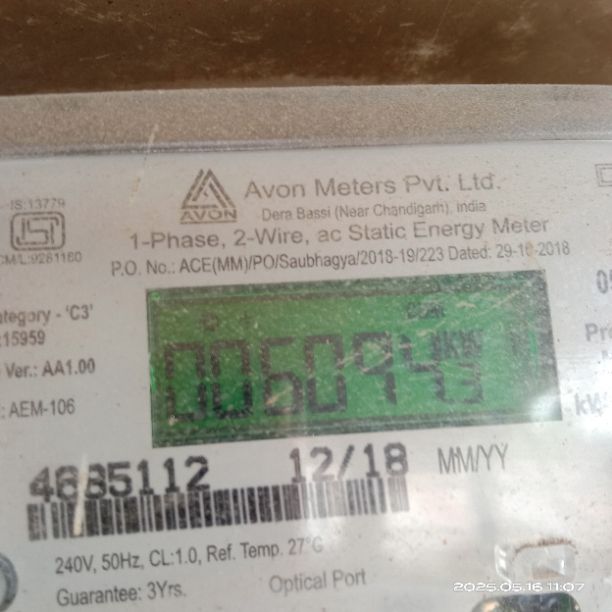 IS:13779
ISI
CM/L:9281160
AVON
Avon Meters Pvt. Ltd.
Dera Bassi (Near Chandigarh), India
1-Phase, 2-Wire, ac Static Energy Meter
P.O. No.: ACE(MM)/PO/Saubhagya/2018-19/223 Dated: 29-10-2018
ategory - 'C3'
15959
Ver.: AA1.00
: AEM-106
4685112 12/18 MM/YY
240V, 50Hz, CL:1.0, Ref. Temp. 27°C
Guarantee: 3Yrs. Optical Port
2025.05.16 11:07